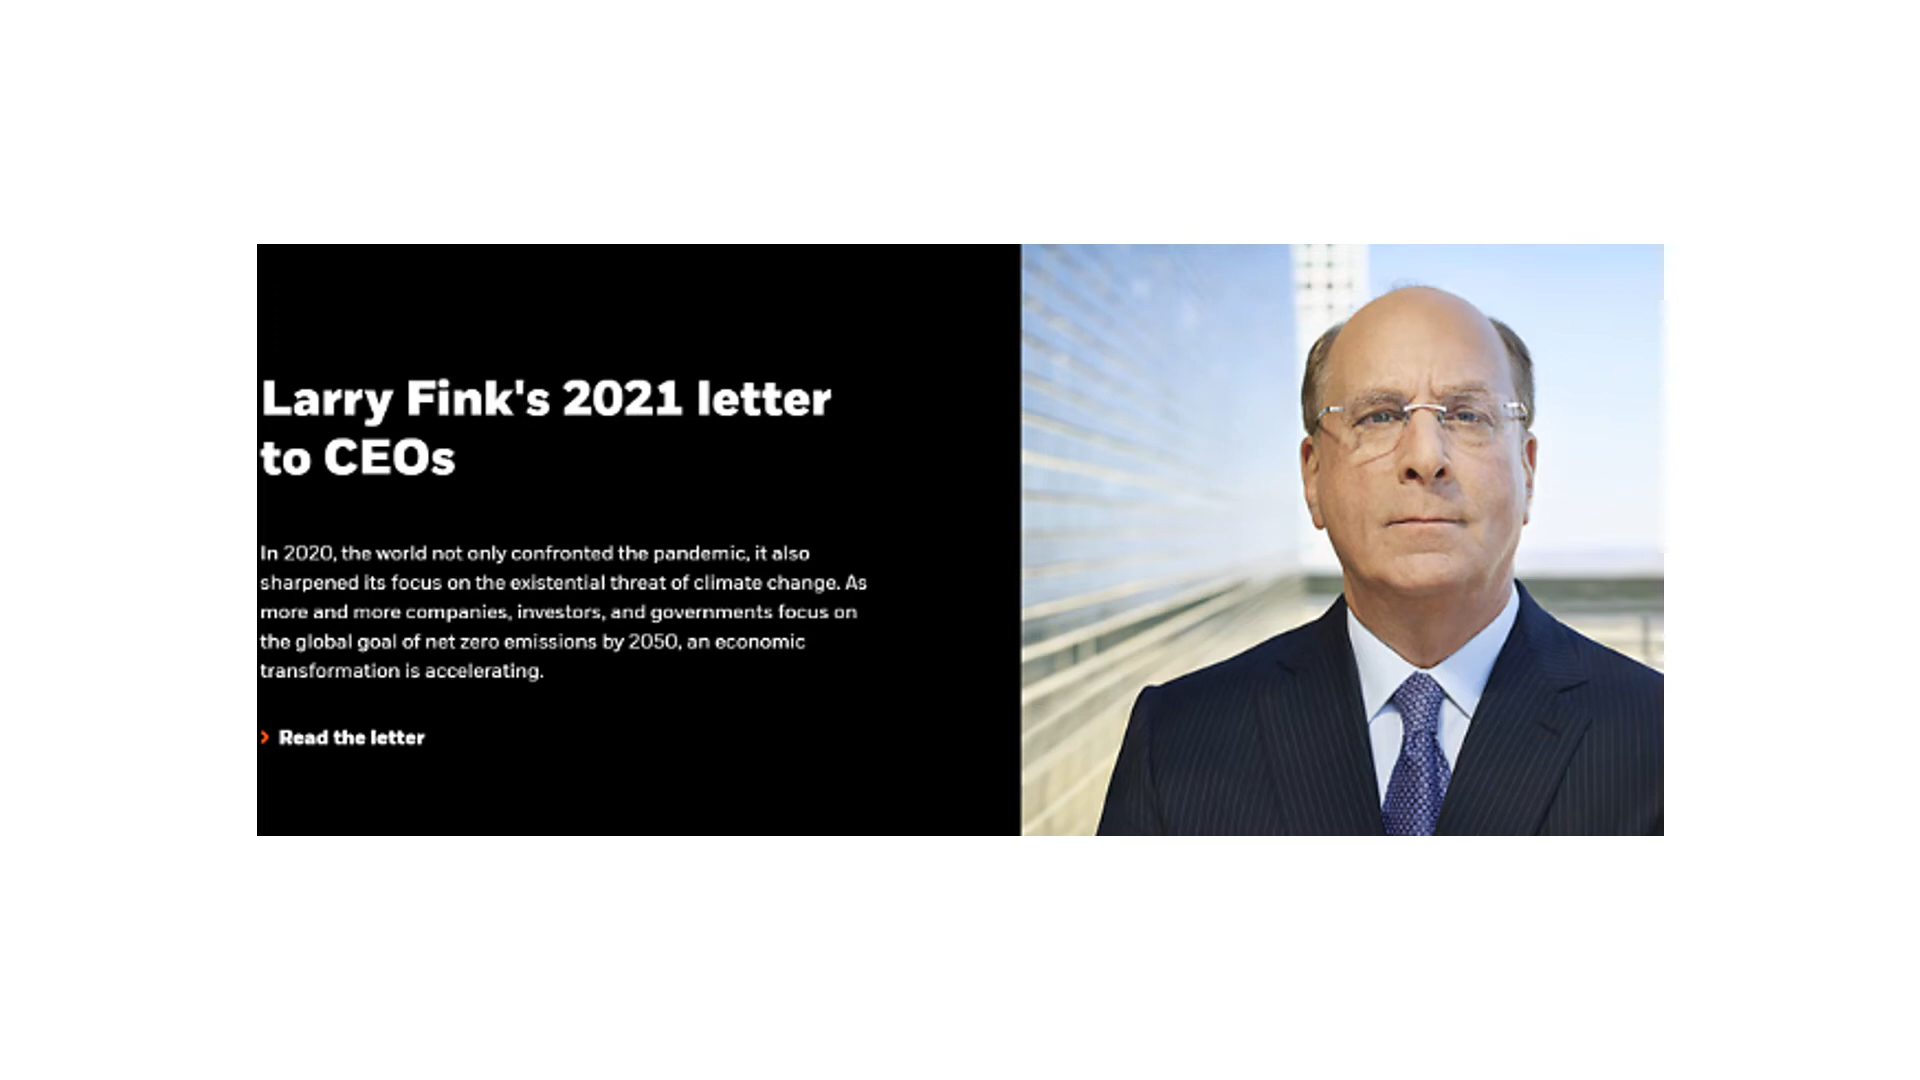 Larry Fink's 2021 letter
to CEOs
In 2020, the world not only confronted the pandemic, it also
sharpened its focus on the existential threat of climate change. As
more and more companies, investors, and governments focus on
the global goal of net zero emissions by 2050, an economic
transformation is accelerating.
> Read the letter